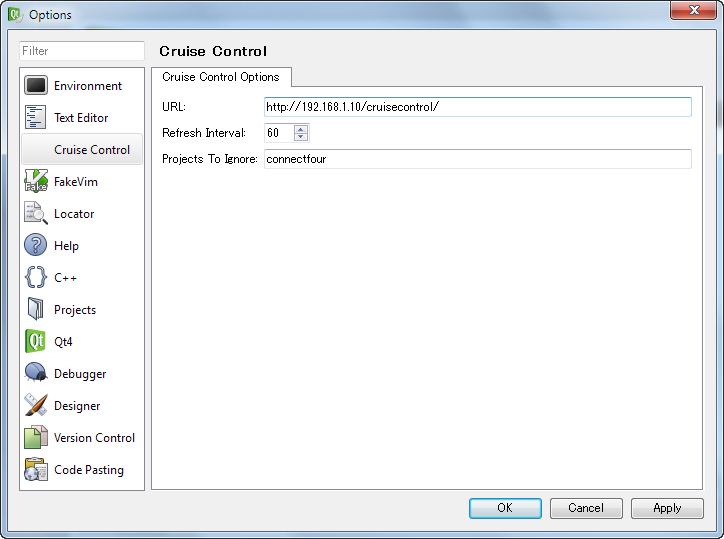 Options
Filter
Environment
Text Editor
Cruise Control
FakeVim
Locator
Help
C++
Projects
Qt4
Debugger
Designer
Version Control
Code Pasting
Cruise Control
Cruise Control Options
URL: http://192.168.1.10/cruisecontrol/
Refresh Interval: 60
Projects To Ignore: connectfour
OK Cancel Apply